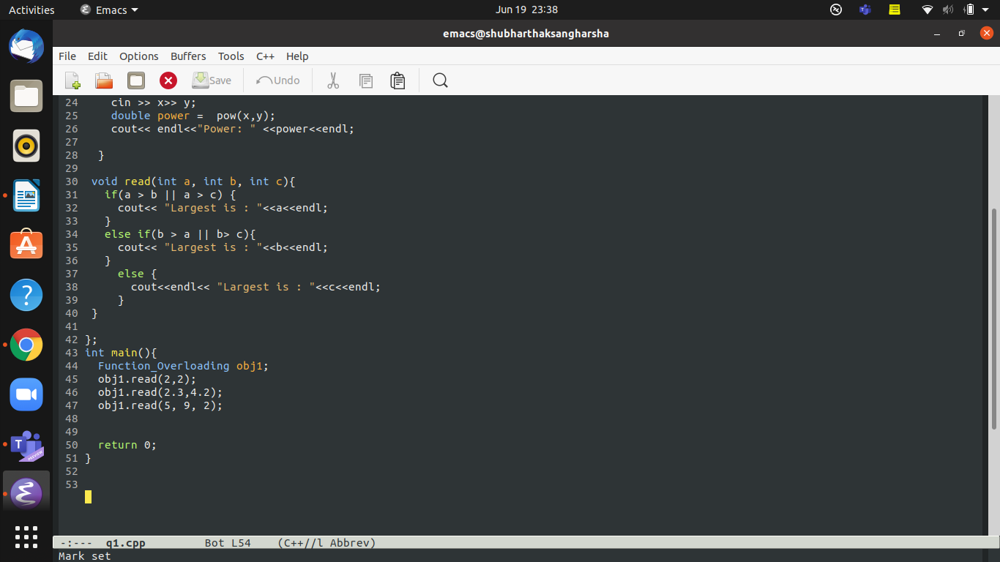 Activities Emacs Jun 19 23:38
emacs@shubharthaksangharsha
File Edit Options Buffers Tools C++ Help
Save Undo
24     cin >> x>> y;
25     double power =  pow(x,y);
26     cout<< endl<<"Power: " <<power<<endl;
27
28   }
29
30  void read(int a, int b, int c){
31    if(a > b || a > c) {
32      cout<< "Largest is : "<<a<<endl;
33    }
34    else if(b > a || b> c){
35      cout<< "Largest is : "<<b<<endl;
36    }
37      else {
38        cout<<endl<< "Largest is : "<<c<<endl;
39      }
40  }
41
42 };
43 int main(){
44   Function_Overloading obj1;
45   obj1.read(2,2);
46   obj1.read(2.3,4.2);
47   obj1.read(5, 9, 2);
48
49
50   return 0;
51 }
52
53
-:---  q1.cpp         Bot L54    (C++//l Abbrev)
Mark set